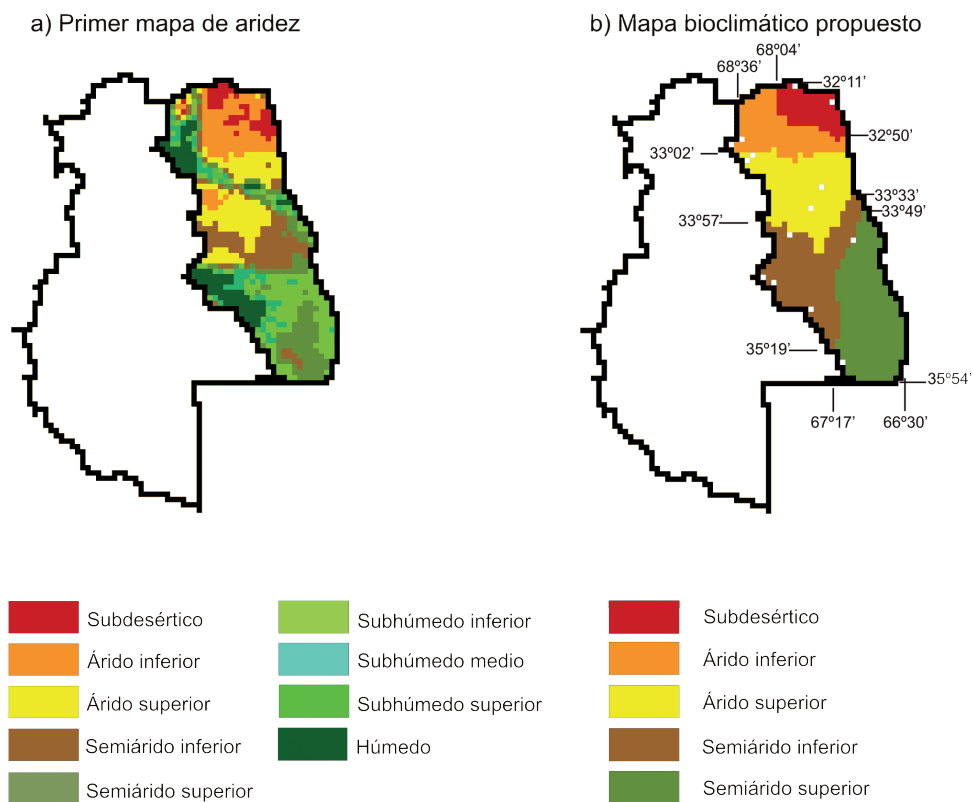 a) Primer mapa de aridez
b) Mapa bioclimático propuesto
68º04'
68º36'
32º11'
32º50'
33º02'
33º33'
33º49'
33º57'
35º19'
35º54'
67º17'
66º30'
Subdesértico
Árido inferior
Árido superior
Semiárido inferior
Semiárido superior
Subhúmedo inferior
Subhúmedo medio
Subhúmedo superior
Húmedo
Subdesértico
Árido inferior
Árido superior
Semiárido inferior
Semiárido superior